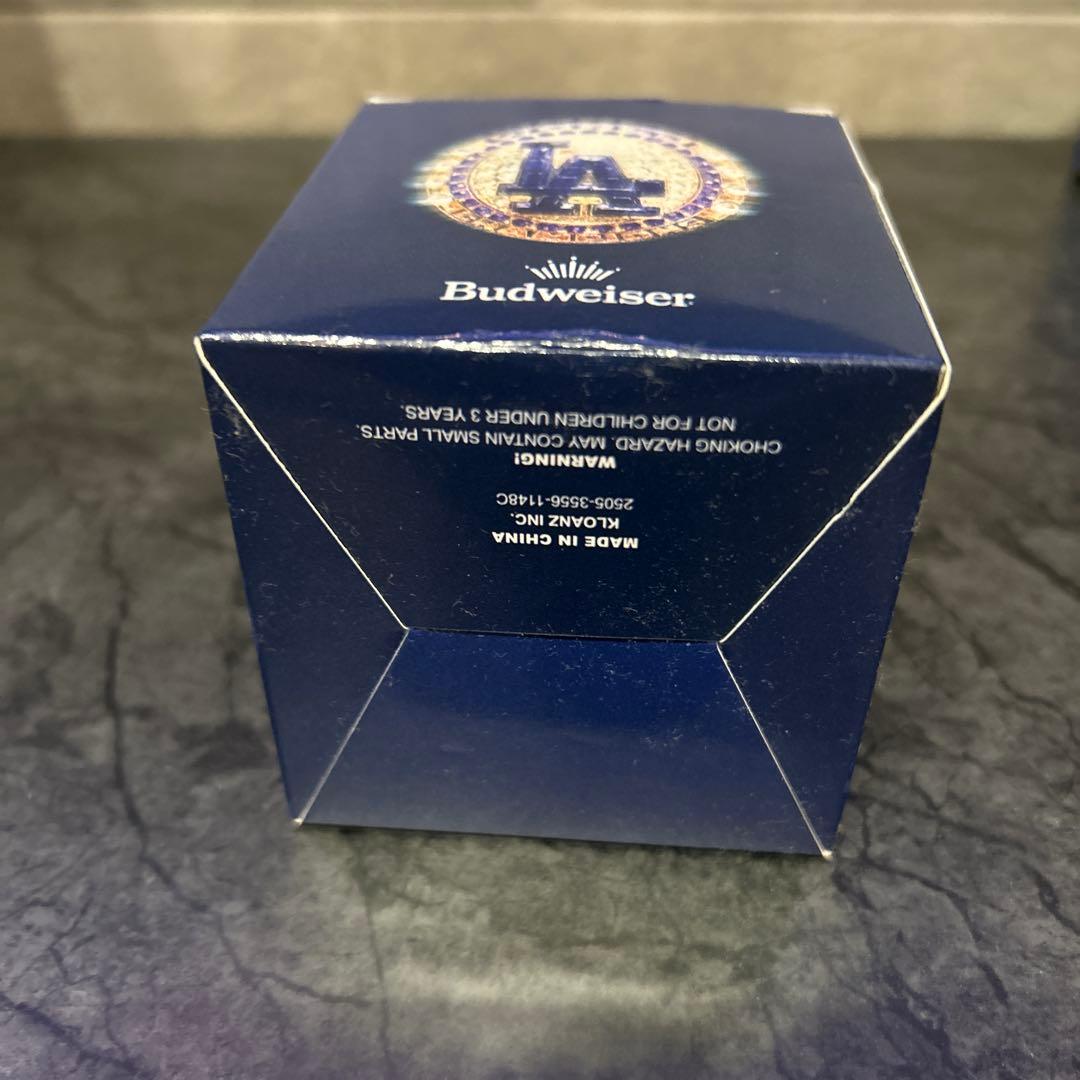 LA
Budweiser
MADE IN CHINA
KLOANZ INC.
2505-3556-1148C
WARNING!
CHOKING HAZARD. MAY CONTAIN SMALL PARTS.
NOT FOR CHILDREN UNDER 3 YEARS.